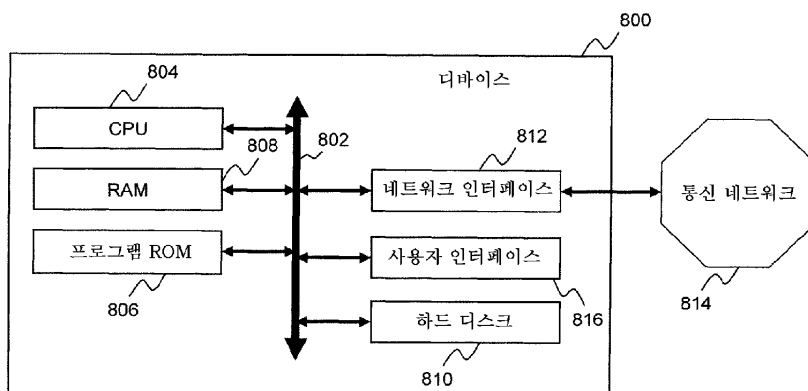 800
디바이스
804
CPU
808
RAM
프로그램 ROM
806
802
812
네트워크 인터페이스
사용자 인터페이스
816
하드 디스크
810
통신 네트워크
814